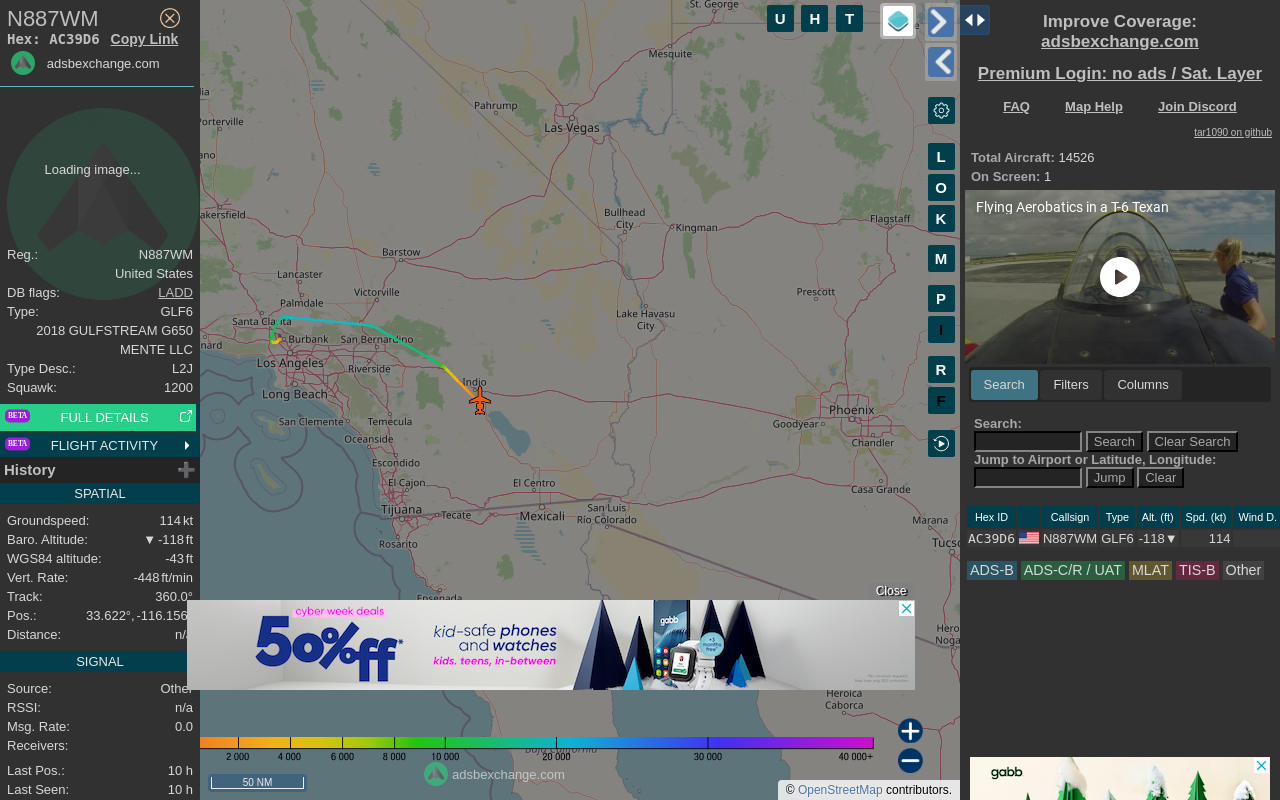 N887WM
Hex: AC39D6 Copy Link
adsbexchange.com
Loading image...
Reg.: N887WM
United States
DB flags: LADD
Type: GLF6
2018 GULFSTREAM G650
MENTE LLC
Type Desc.: L2J
Squawk: 1200
BETA FULL DETAILS
BETA FLIGHT ACTIVITY
History
SPATIAL
Groundspeed: 114 kt
Baro. Altitude: ▼ -118 ft
WGS84 altitude: -43 ft
Vert. Rate: -448 ft/min
Track: 360.0°
Pos.: 33.622°, -116.156
Distance: n/a
SIGNAL
Source: Other
RSSI: n/a
Msg. Rate: 0.0
Receivers:
Last Pos.: 10 h
Last Seen: 10 h
St. George
U H T
Mesquite
Pahrump
Las Vegas
Porterville
L
O
K
M
P
I
R
F
Bullhead
City
Kingman
Flagstaff
Barstow
Lancaster
Palmdale
Victorville
Prescott
Santa Clarita
Lake Havasu
City
Burbank
San Bernardino
Los Angeles
Riverside
Indio
Long Beach
Phoenix
San Clemente
Temecula
Goodyear
Oceanside
Chandler
Escondido
El Cajon
El Centro
Casa Grande
Tijuana
Tecate
Mexicali
San Luis
Río Colorado
Marana
Rosarito
Ensenada
Close
cyber week deals
50%off*
kid-safe phones
and watches
kids. teens, in-between
gabb
+3
months
free
Heroica
Caborca
2 000 4 000 6 000 8 000 10 000 20 000 30 000 40 000+
adsbexchange.com
50 NM
© OpenStreetMap contributors.
Improve Coverage:
adsbexchange.com
Premium Login: no ads / Sat. Layer
FAQ Map Help Join Discord
tar1090 on github
Total Aircraft: 14526
On Screen: 1
Flying Aerobatics in a T-6 Texan
Search Filters Columns
Search:
Search Clear Search
Jump to Airport or Latitude, Longitude:
Jump Clear
Hex ID Callsign Type Alt. (ft) Spd. (kt) Wind D.
AC39D6 N887WM GLF6 -118▼ 114
ADS-B ADS-C/R / UAT MLAT TIS-B Other
gabb